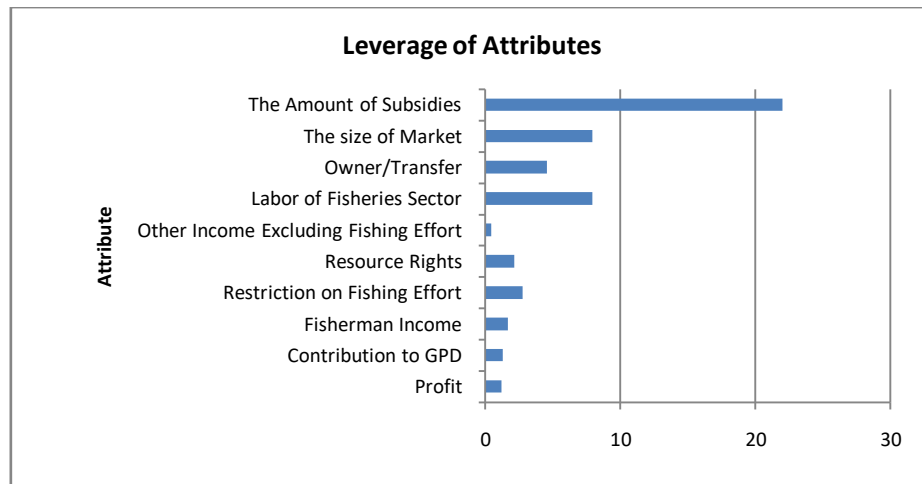 Leverage of Attributes
Attribute
The Amount of Subsidies
The size of Market
Owner/Transfer
Labor of Fisheries Sector
Other Income Excluding Fishing Effort
Resource Rights
Restriction on Fishing Effort
Fisherman Income
Contribution to GPD
Profit
0 10 20 30